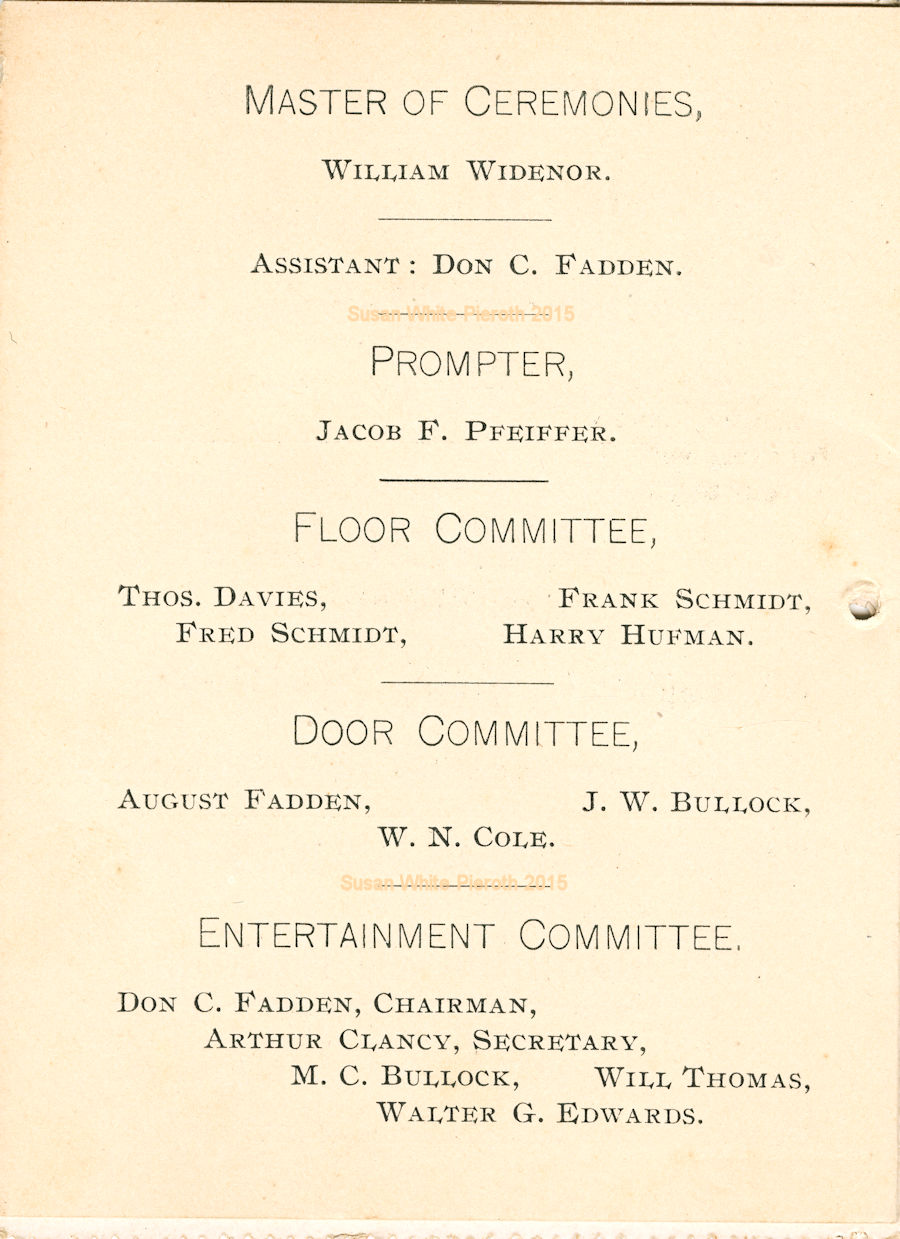 MASTER OF CEREMONIES,
WILLIAM WIDENOR.
ASSISTANT: DON C. FADDEN.
Susan White Pieroth 2015
PROMPTER,
JACOB F. PFEIFFER.
FLOOR COMMITTEE,
THOS. DAVIES, FRANK SCHMIDT,
FRED SCHMIDT, HARRY HUFMAN.
DOOR COMMITTEE,
AUGUST FADDEN, J. W. BULLOCK,
W. N. COLE.
Susan White Pieroth 2015
ENTERTAINMENT COMMITTEE.
DON C. FADDEN, CHAIRMAN,
ARTHUR CLANCY, SECRETARY,
M. C. BULLOCK, WILL THOMAS,
WALTER G. EDWARDS.